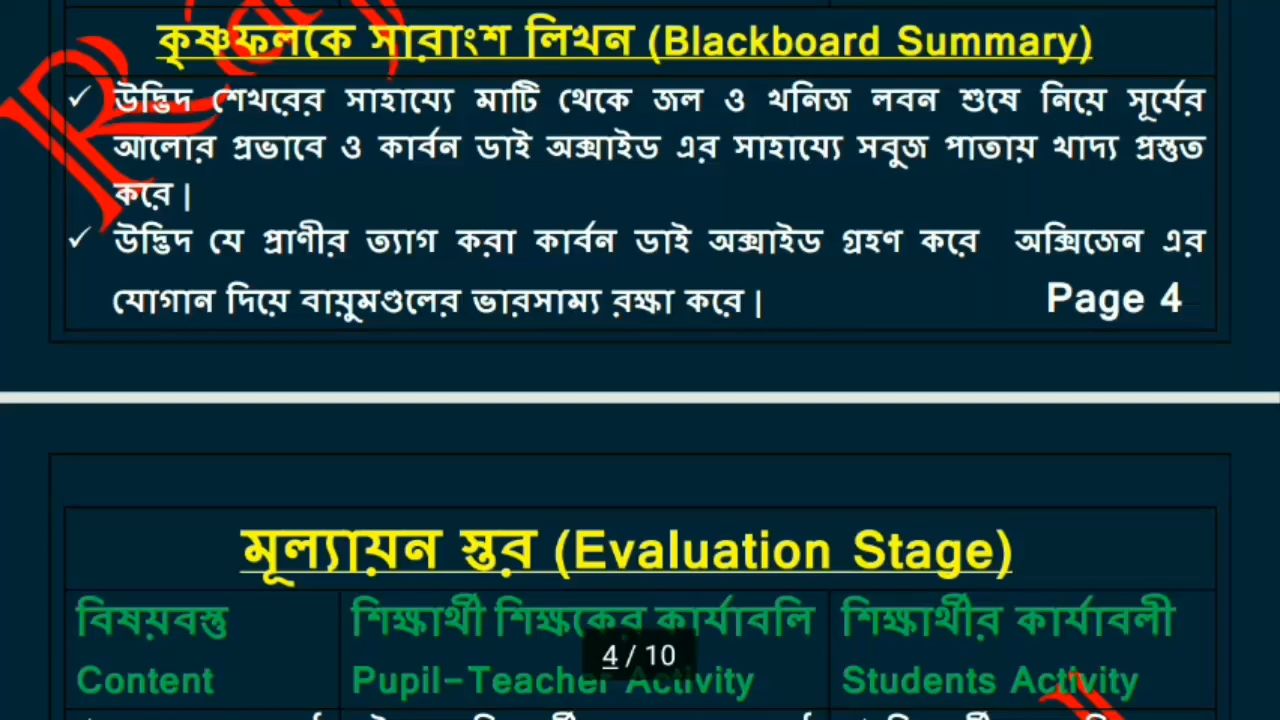 কৃষ্ণফলকে সারাংশ লিখন (Blackboard Summary)
✓ উদ্ভিদ শেখরের সাহায্যে মাটি থেকে জল ও খনিজ লবন শুষে নিয়ে সূর্যের
আলোর প্রভাবে ও কার্বন ডাই অক্সাইড এর সাহায্যে সবুজ পাতায় খাদ্য প্রস্তুত
করে |
✓ উদ্ভিদ যে প্রাণীর ত্যাগ করা কার্বন ডাই অক্সাইড গ্রহণ করে অক্সিজেন এর
যোগান দিয়ে বায়ুমণ্ডলের ভারসাম্য রক্ষা করে | Page 4
মূল্যায়ন স্তর (Evaluation Stage)
বিষয়বস্তু শিক্ষার্থী শিক্ষকের কার্যাবলি শিক্ষার্থীর কার্যাবলী
4 / 10
Content Pupil-Teacher Activity Students Activity